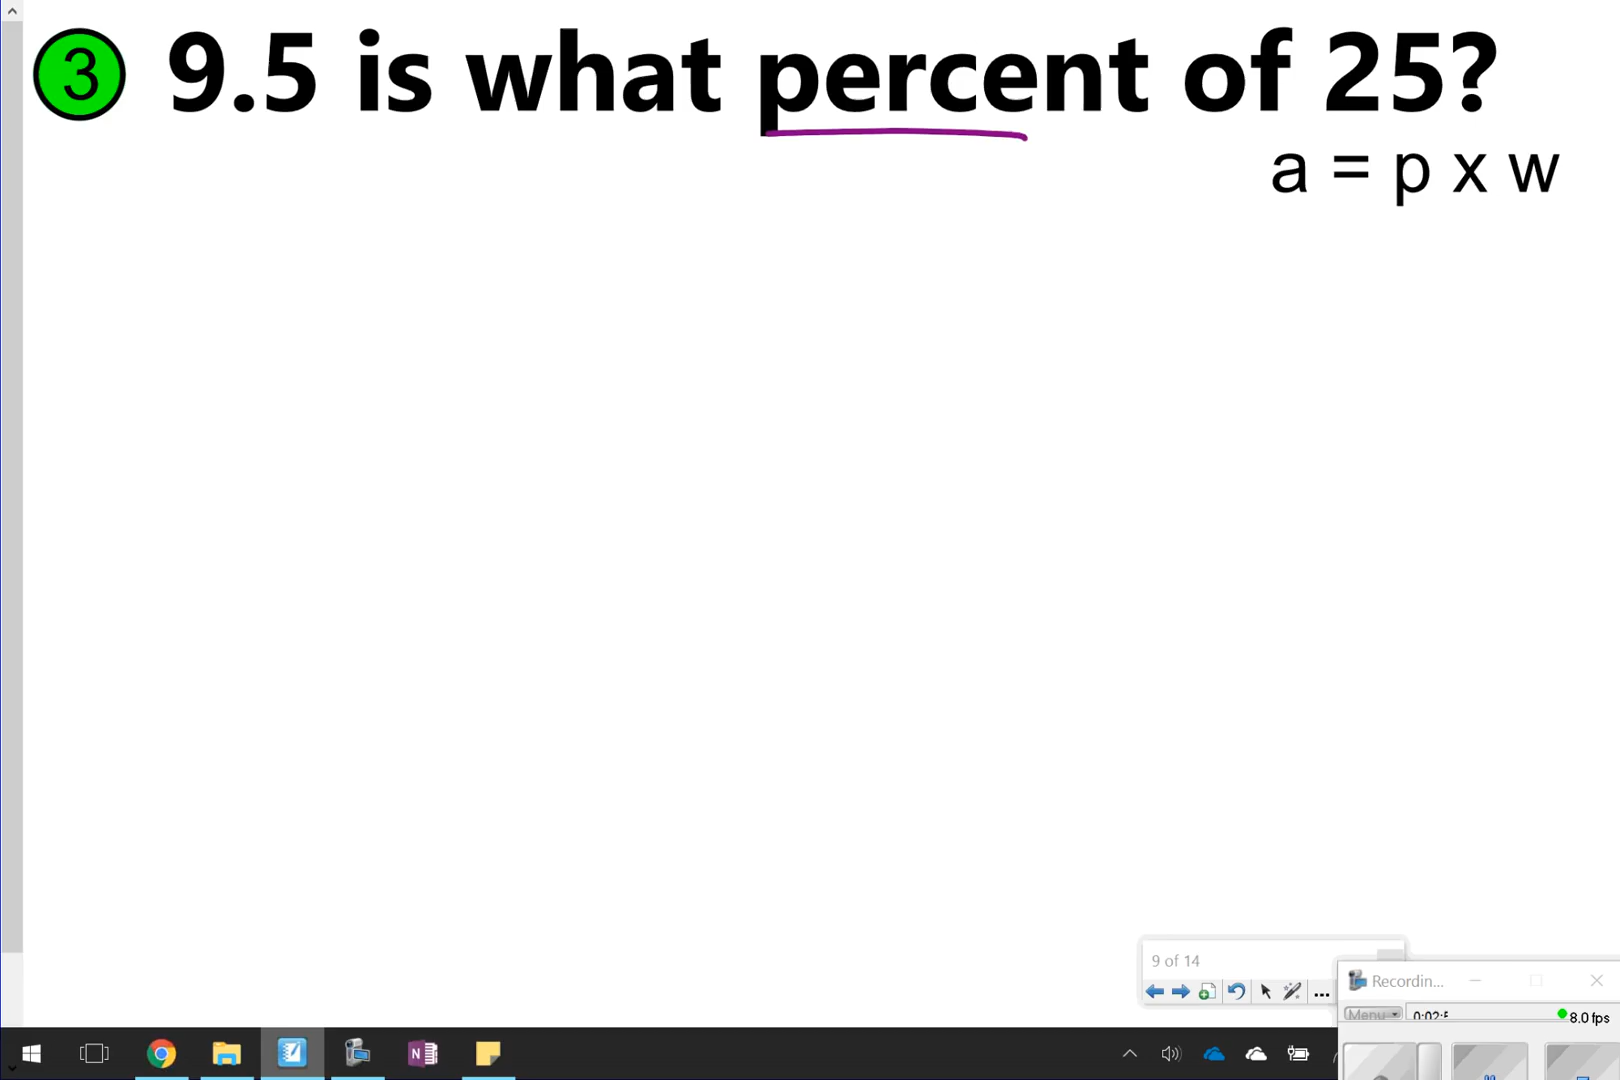 3 9.5 is what percent of 25?
a = p x w
9 of 14
Recordin...
Menu
8.0 fps